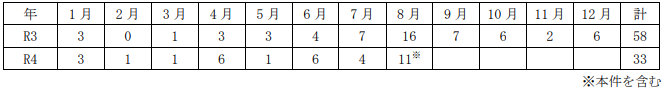 年 1月 2月 3月 4月 5月 6月 7月 8月 9月 10月 11月 12月 計
R3 3 0 1 3 3 4 7 16 7 6 2 6 58
R4 3 1 1 6 1 6 4 11※ 33
※本件を含む